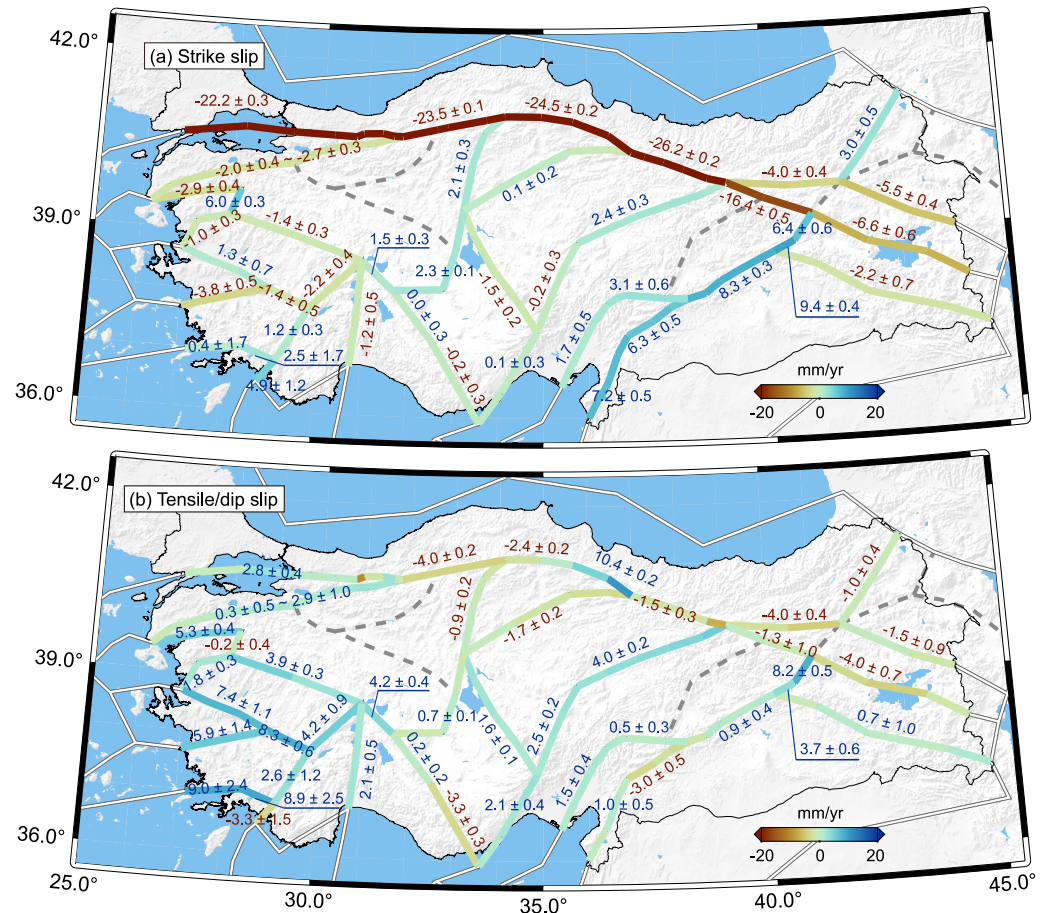 42.0°
(a) Strike slip
-22.2 ± 0.3
-23.5 ± 0.1
-24.5 ± 0.2
3.0 ± 0.5
-2.0 ± 0.4 ~ -2.7 ± 0.3
2.1 ± 0.3
-26.2 ± 0.2
-4.0 ± 0.4
-2.9 ± 0.4
0.1 ± 0.2
-5.5 ± 0.4
39.0°
6.0 ± 0.3
-16.4 ± 0.5
1.0 ± 0.3
-1.4 ± 0.3
2.4 ± 0.3
6.4 ± 0.6
-6.6 ± 0.6
1.5 ± 0.3
1.3 ± 0.7
-2.2 ± 0.4
2.3 ± 0.1
-1.5 ± 0.2
-0.2 ± 0.3
3.1 ± 0.6
8.3 ± 0.3
-2.2 ± 0.7
-3.8 ± 0.5
-1.4 ± 0.5
9.4 ± 0.4
1.2 ± 0.3
-1.2 ± 0.5
0.0 ± 0.3
6.3 ± 0.5
0.4 ± 1.7
2.5 ± 1.7
0.1 ± 0.3
1.7 ± 0.5
4.9 ± 1.2
-0.2 ± 0.3
7.2 ± 0.5
36.0°
mm/yr
-20 0 20
42.0°
(b) Tensile/dip slip
2.8 ± 0.4
-4.0 ± 0.2
-2.4 ± 0.2
10.4 ± 0.2
-1.0 ± 0.4
0.3 ± 0.5 ~ 2.9 ± 1.0
-0.9 ± 0.2
-1.5 ± 0.3
-4.0 ± 0.4
5.3 ± 0.4
-1.7 ± 0.2
-1.5 ± 0.9
39.0°
-0.2 ± 0.4
-1.3 ± 1.0
1.8 ± 0.3
3.9 ± 0.3
4.0 ± 0.2
8.2 ± 0.5
-4.0 ± 0.7
4.2 ± 0.4
7.4 ± 1.1
4.2 ± 0.9
0.7 ± 0.1
1.6 ± 0.1
2.5 ± 0.2
0.5 ± 0.3
0.9 ± 0.4
0.7 ± 1.0
5.9 ± 1.4
8.3 ± 0.6
3.7 ± 0.6
2.6 ± 1.2
2.1 ± 0.5
0.2 ± 0.2
-3.0 ± 0.5
9.0 ± 2.4
8.9 ± 2.5
2.1 ± 0.4
1.5 ± 0.4
1.0 ± 0.5
-3.3 ± 1.5
-3.3 ± 0.3
36.0°
mm/yr
-20 0 20
25.0°
30.0°
35.0°
40.0°
45.0°